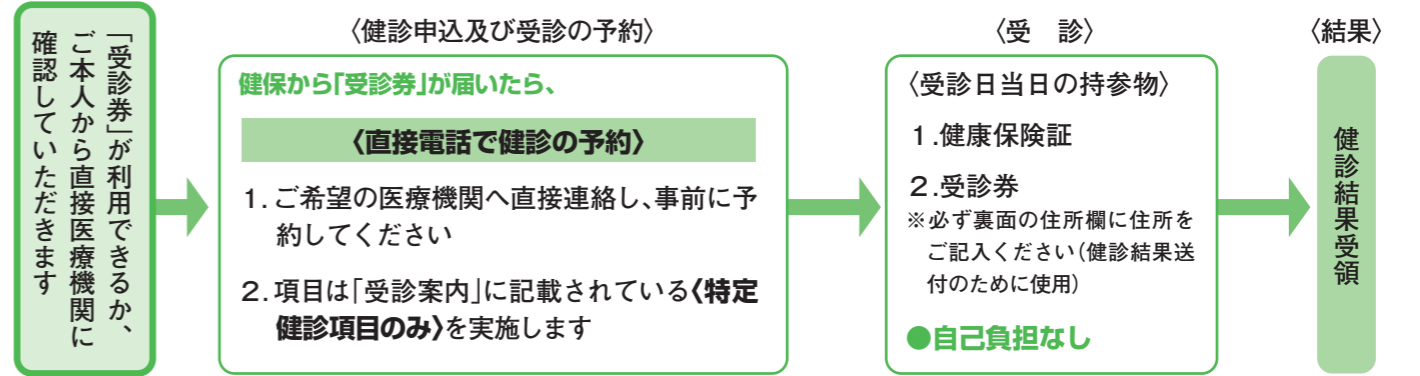 「受診券」が利用できるか、
ご本人から直接医療機関に
確認していただきます
〈健診申込及び受診の予約〉
健保から「受診券」が届いたら、
〈直接電話で健診の予約〉
1. ご希望の医療機関へ直接連絡し、事前に予
約してください
2. 項目は「受診案内」に記載されている〈特定
健診項目のみ〉を実施します
〈受　診〉
〈受診日当日の持参物〉
1.健康保険証
2.受診券
※必ず裏面の住所欄に住所を
ご記入ください(健診結果送
付のために使用)
●自己負担なし
〈結果〉
健診結果受領